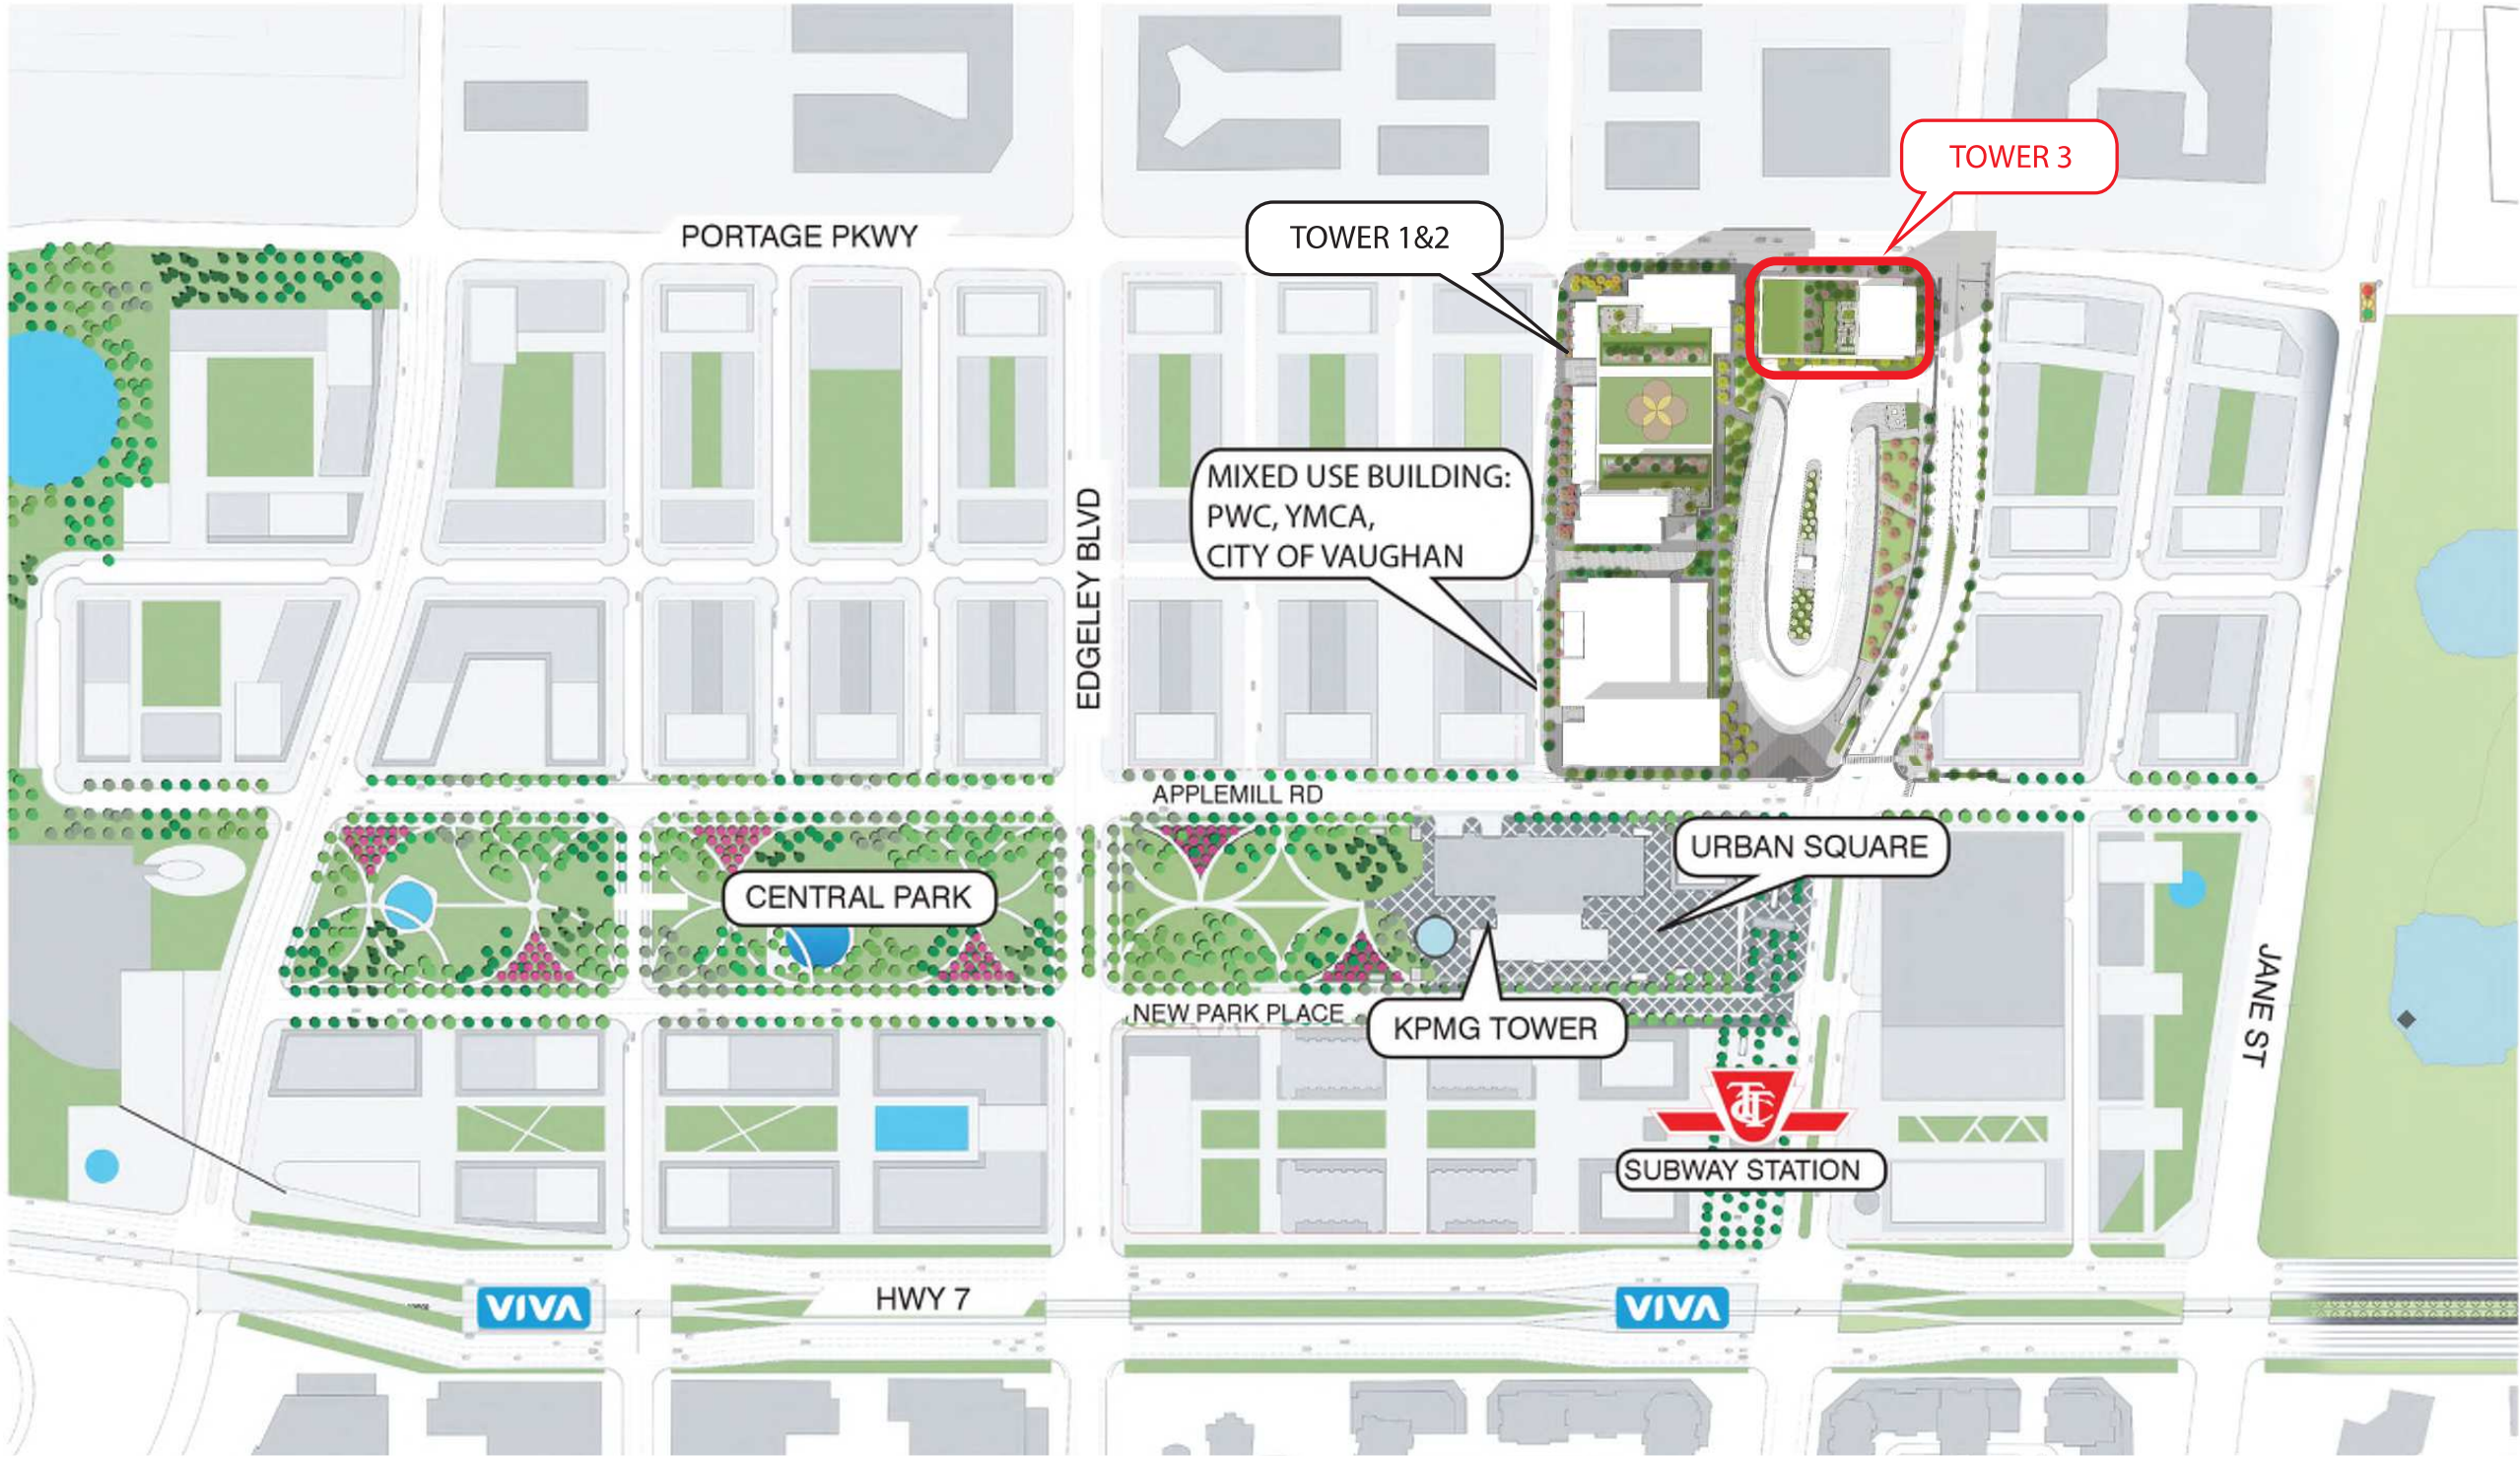 TOWER 3
PORTAGE PKWY
TOWER 1&2
MIXED USE BUILDING:
PWC, YMCA,
CITY OF VAUGHAN
EDGELEY BLVD
APPLEMILL RD
URBAN SQUARE
CENTRAL PARK
NEW PARK PLACE
KPMG TOWER
JANE ST
TTC
SUBWAY STATION
HWY 7
VIVA
VIVA